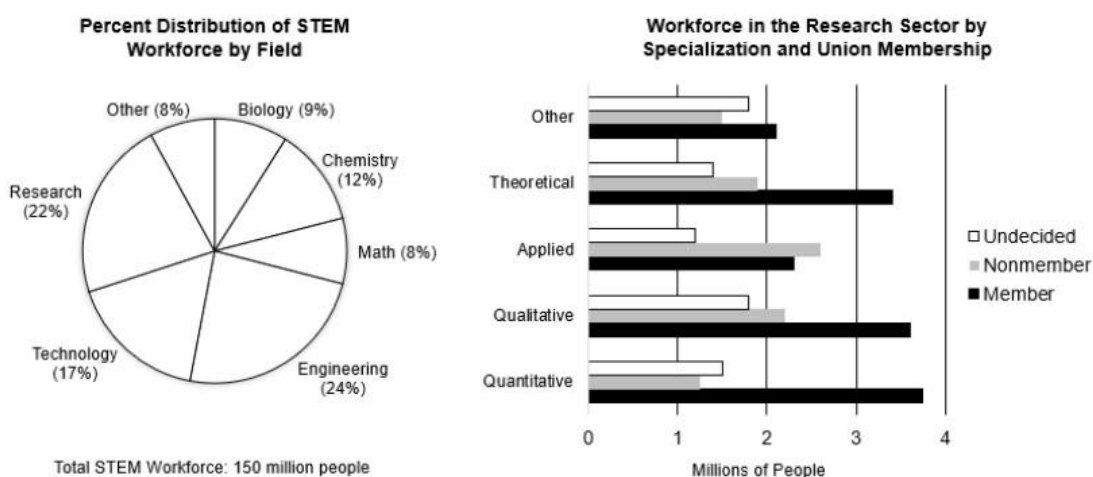 Percent Distribution of STEM
Workforce by Field
Other (8%)
Biology (9%)
Chemistry
(12%)
Math (8%)
Engineering
(24%)
Technology
(17%)
Research
(22%)
Total STEM Workforce: 150 million people
Workforce in the Research Sector by
Specialization and Union Membership
Other
Theoretical
Applied
Qualitative
Quantitative
0 1 2 3 4
Millions of People
Undecided
Nonmember
Member